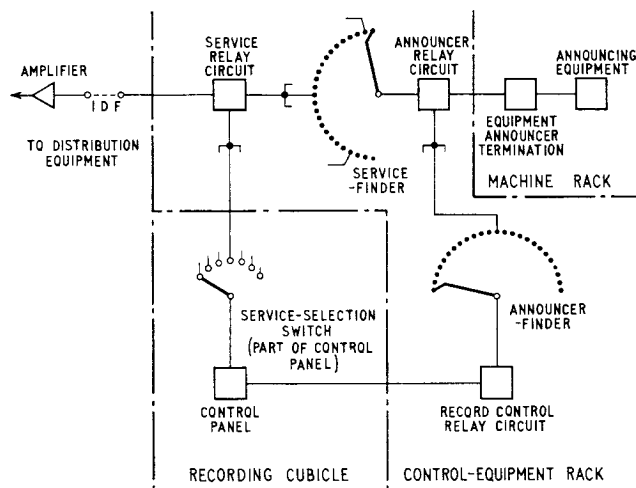 AMPLIFIER
IDF
TO DISTRIBUTION
EQUIPMENT
SERVICE
RELAY
CIRCUIT
SERVICE
-FINDER
ANNOUNCER
RELAY
CIRCUIT
ANNOUNCING
EQUIPMENT
EQUIPMENT
ANNOUNCER
TERMINATION
MACHINE RACK
SERVICE-SELECTION
SWITCH
(PART OF CONTROL
PANEL)
ANNOUNCER
-FINDER
CONTROL
PANEL
RECORD CONTROL
RELAY CIRCUIT
RECORDING CUBICLE
CONTROL-EQUIPMENT RACK